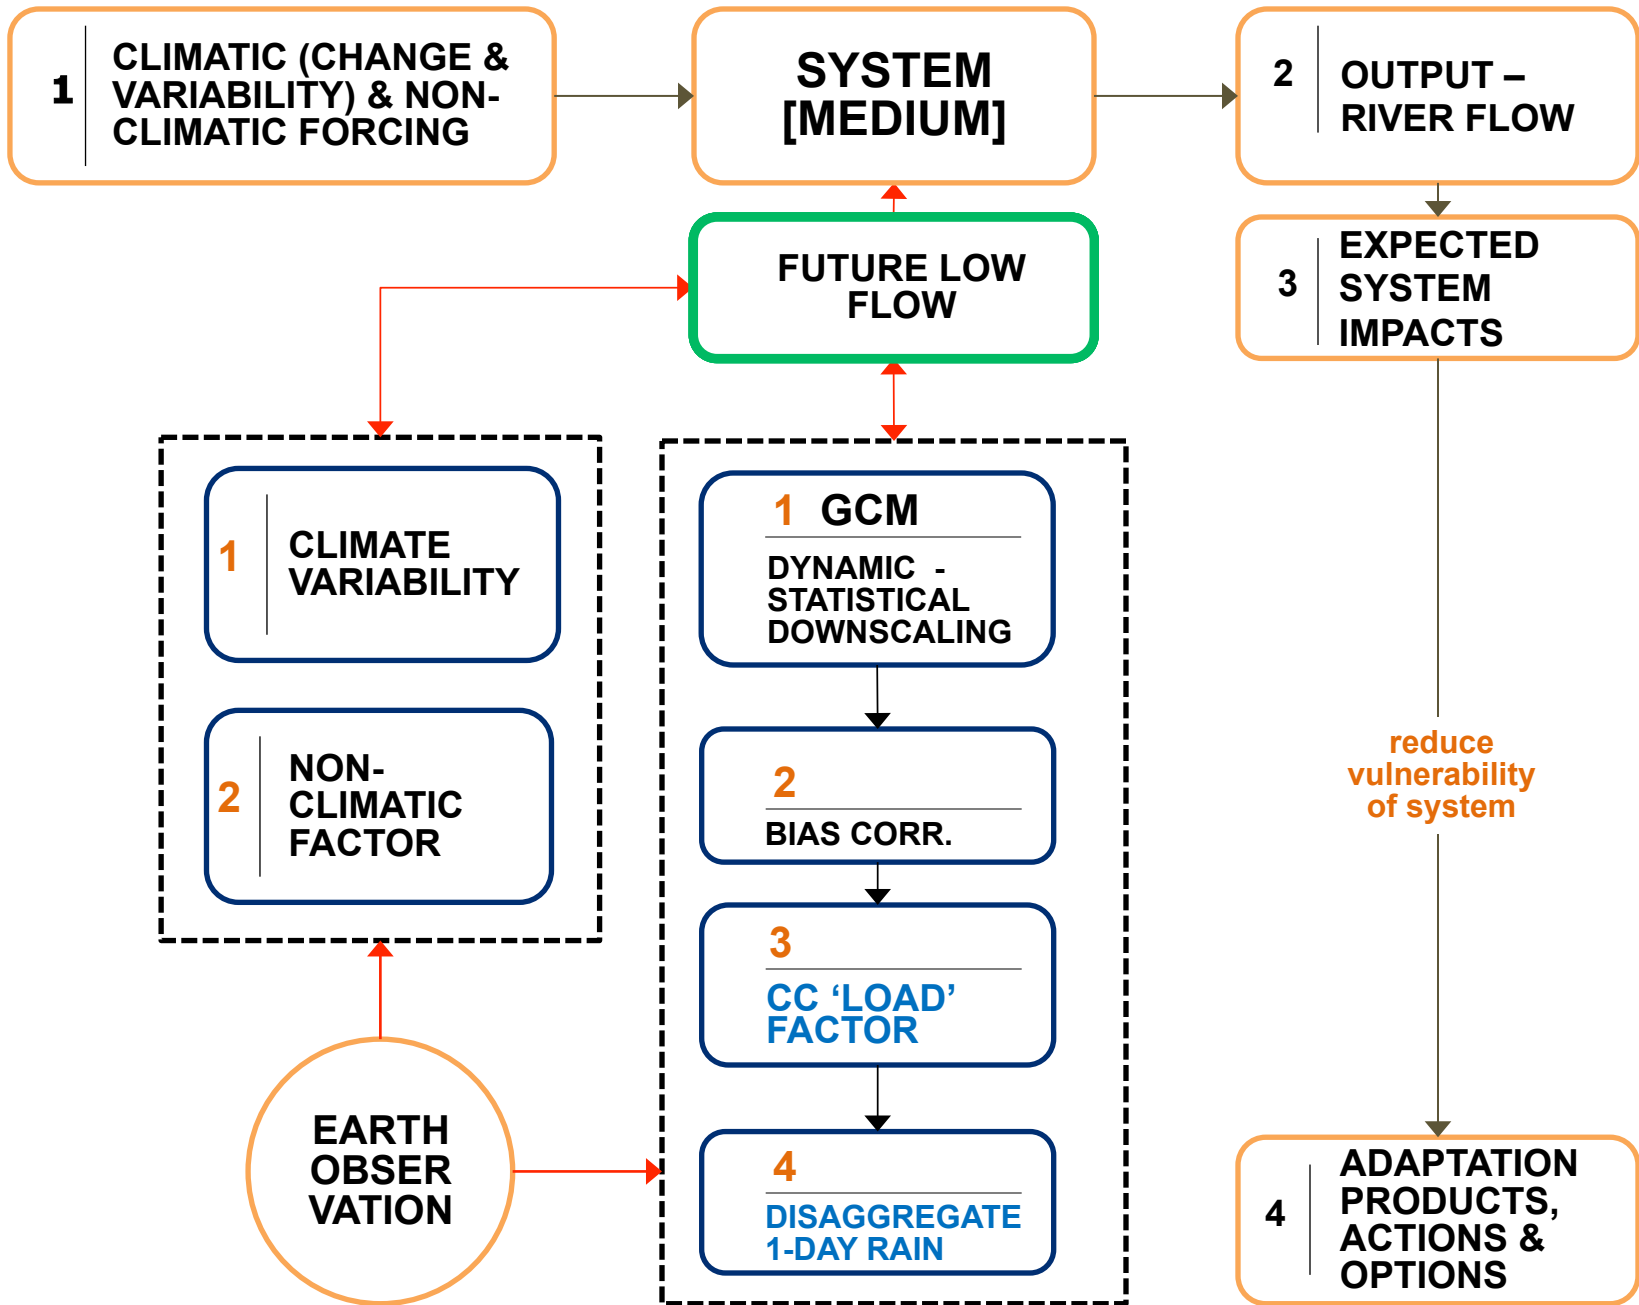 1
CLIMATIC (CHANGE &
VARIABILITY) & NON-
CLIMATIC FORCING
SYSTEM
[MEDIUM]
2
OUTPUT –
RIVER FLOW
FUTURE LOW
FLOW
3
EXPECTED
SYSTEM
IMPACTS
1
CLIMATE
VARIABILITY
2
NON-
CLIMATIC
FACTOR
EARTH
OBSER
VATION
1 GCM
DYNAMIC -
STATISTICAL
DOWNSCALING
2
BIAS CORR.
3
CC ‘LOAD’
FACTOR
4
DISAGGREGATE
1-DAY RAIN
reduce
vulnerability
of system
4
ADAPTATION
PRODUCTS,
ACTIONS &
OPTIONS